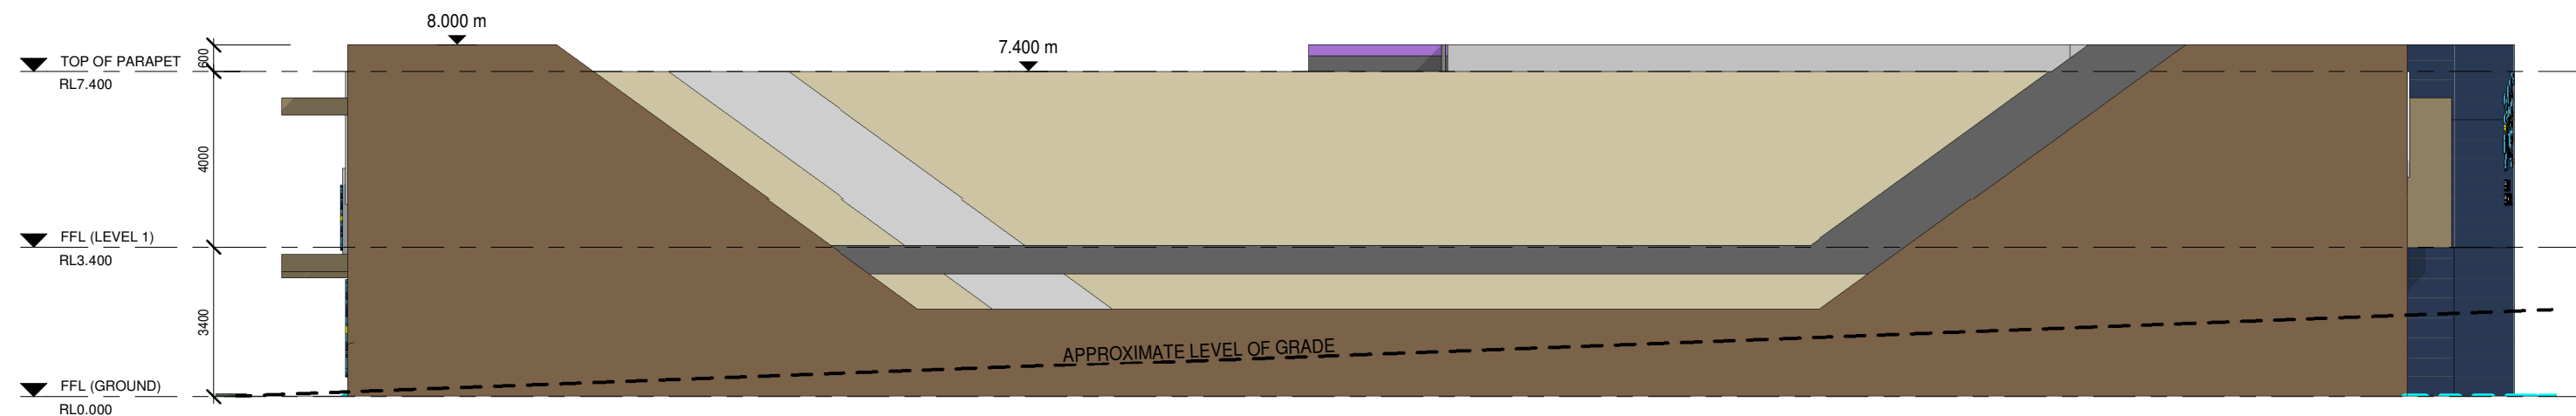 8.000 m
7.400 m
TOP OF PARAPET
RL7.400
600
4000
FFL (LEVEL 1)
RL3.400
3400
APPROXIMATE LEVEL OF GRADE
FFL (GROUND)
RL0.000